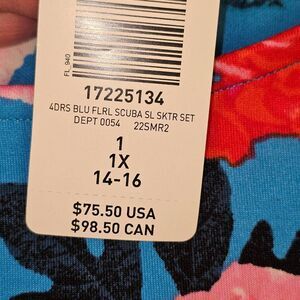 FL 940
17225134
4DRS BLU FLRL SCUBA SL SKTR SET
DEPT 0054 22SMR2
1
1X
14-16
$75.50 USA
$98.50 CAN